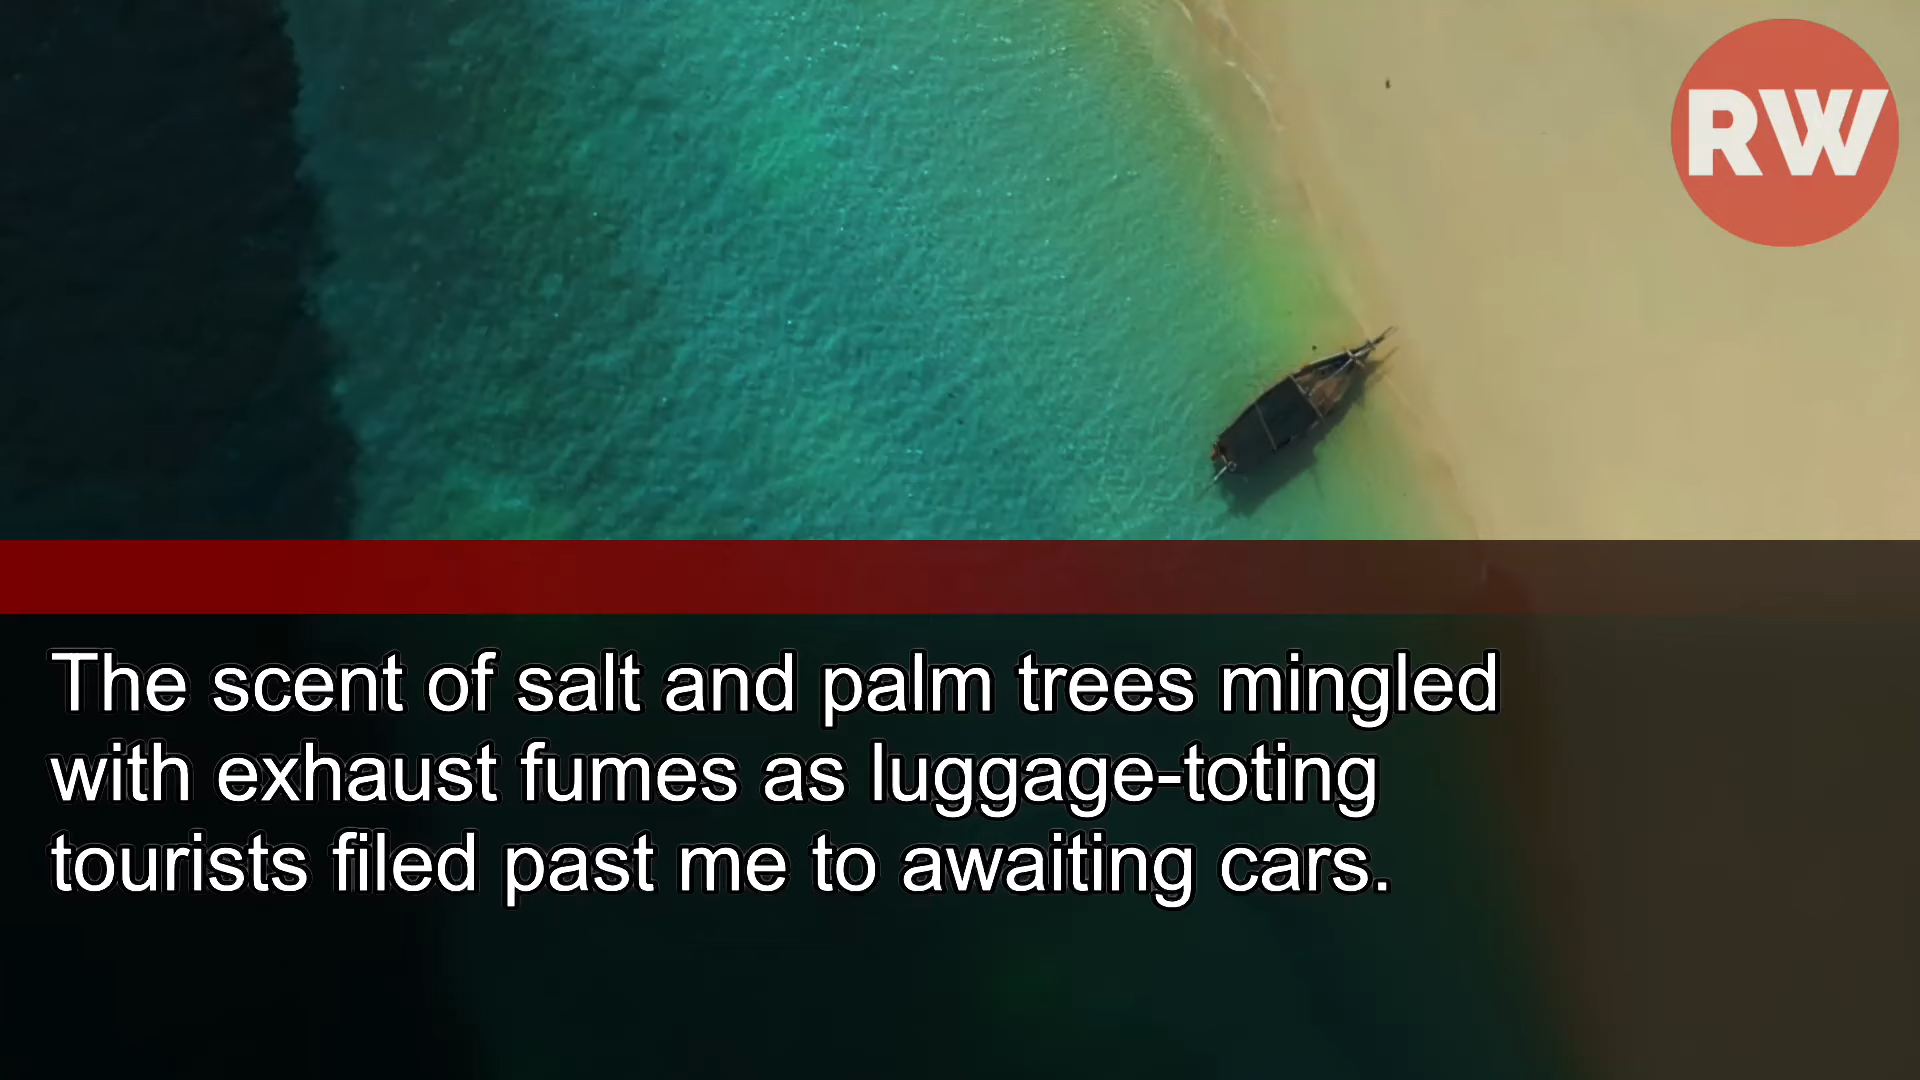 RW
The scent of salt and palm trees mingled
with exhaust fumes as luggage-toting
tourists filed past me to awaiting cars.